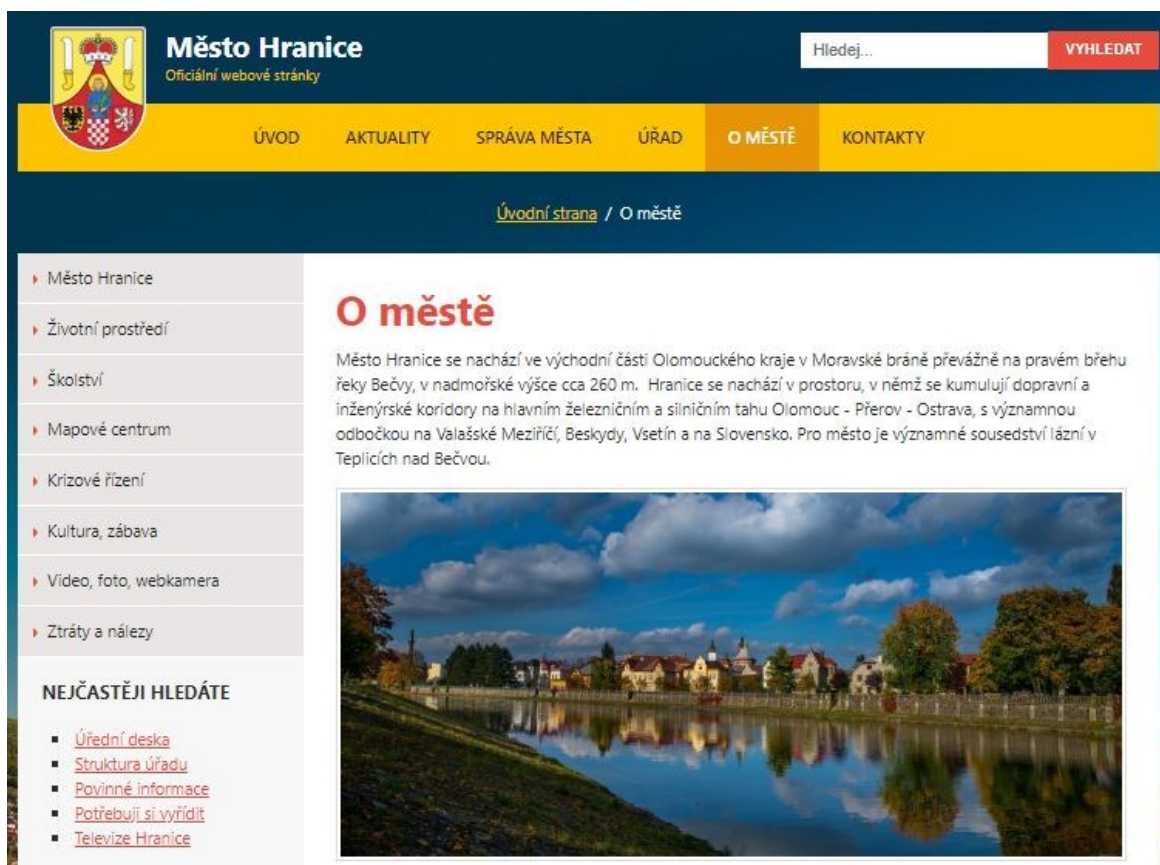 Město Hranice
Oficiální webové stránky
Hledej...
VYHLEDAT
ÚVOD AKTUALITY SPRÁVA MĚSTA ÚŘAD O MĚSTĚ KONTAKTY
Úvodní strana / O městě
Město Hranice
Životní prostředí
Školství
Mapové centrum
Krizové řízení
Kultura, zábava
Video, foto, webkamera
Ztráty a nálezy
NEJČASTĚJI HLEDÁTE
Úřední deska
Struktura úřadu
Povinné informace
Potřebuji si vyřídit
Televize Hranice
O městě
Město Hranice se nachází ve východní části Olomouckého kraje v Moravské bráně převážně na pravém břehu
řeky Bečvy, v nadmořské výšce cca 260 m. Hranice se nachází v prostoru, v němž se kumulují dopravní a
inženýrské koridory na hlavním železničním a silničním tahu Olomouc - Přerov - Ostrava, s významnou
odbočkou na Valašské Meziříčí, Beskydy, Vsetín a na Slovensko. Pro město je významné sousedství lázní v
Teplicích nad Bečvou.